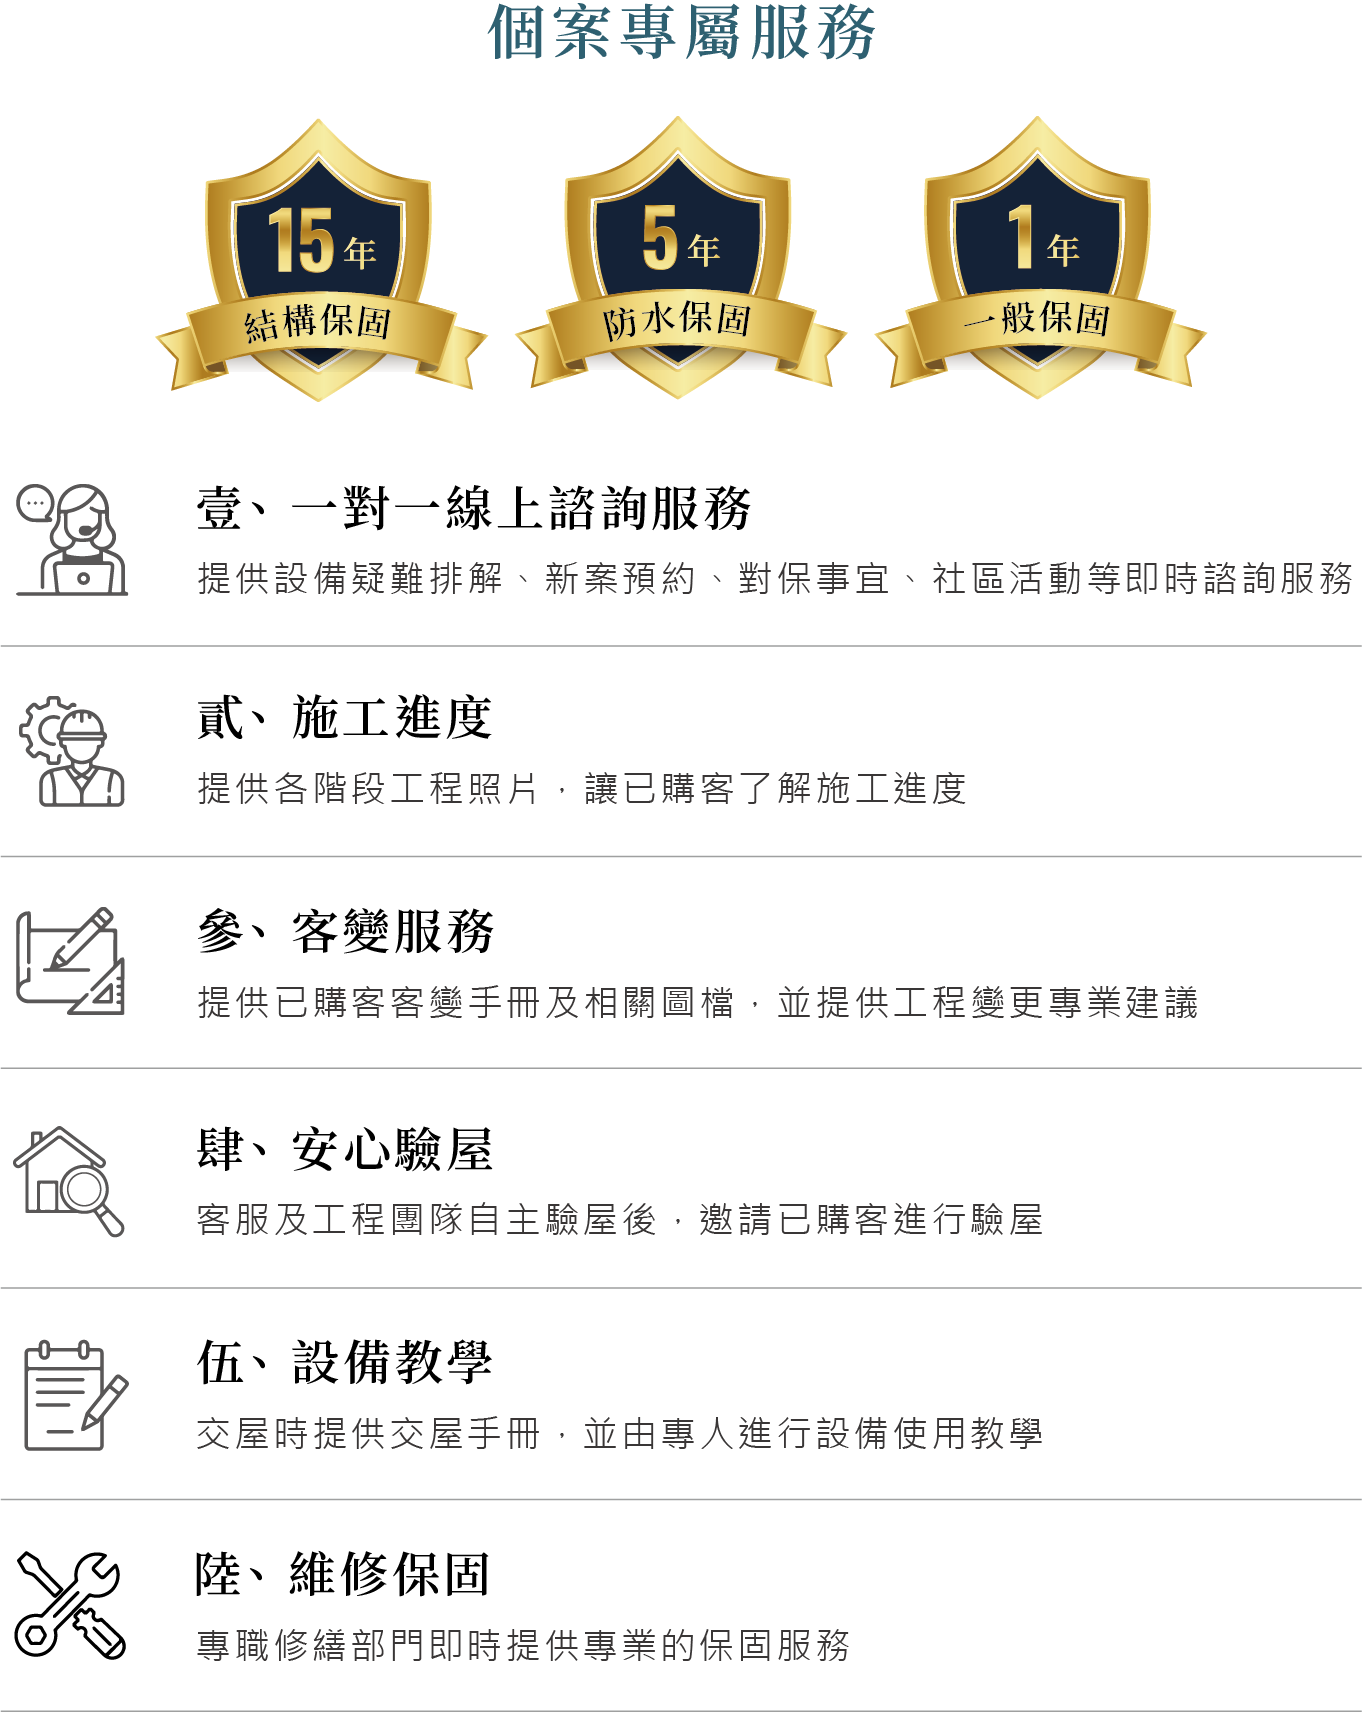 個案專屬服務
15年
結構保固
5年
防水保固
1年
一般保固
壹、一對一線上諮詢服務
提供設備疑難排解、新案預約、對保事宜、社區活動等即時諮詢服務
貳、施工進度
提供各階段工程照片，讓已購客了解施工進度
參、客變服務
提供已購客客變手冊及相關圖檔，並提供工程變更專業建議
肆、安心驗屋
客服及工程團隊自主驗屋後，邀請已購客進行驗屋
伍、設備教學
交屋時提供交屋手冊，並由專人進行設備使用教學
陸、維修保固
專職修繕部門即時提供專業的保固服務